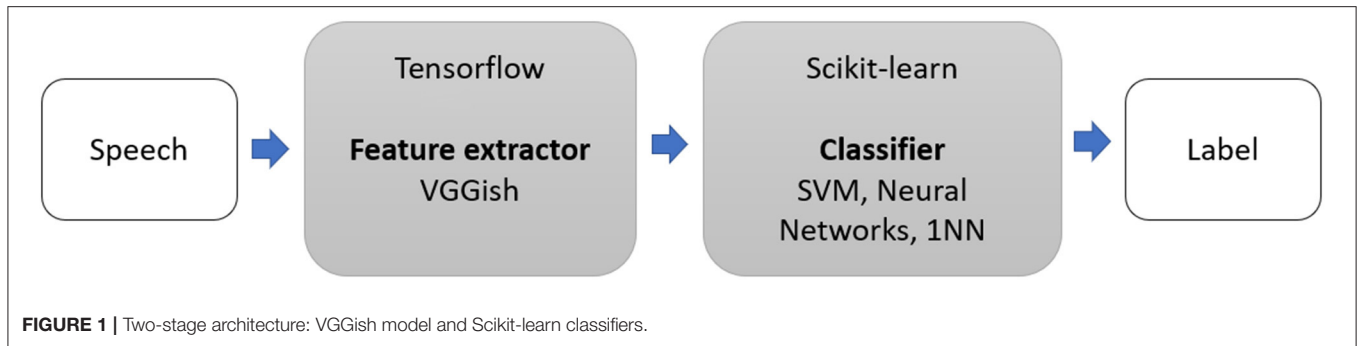 Speech
Tensorflow
Feature extractor
VGGish
Scikit-learn
Classifier
SVM, Neural
Networks, 1NN
Label
FIGURE 1 | Two-stage architecture: VGGish model and Scikit-learn classifiers.